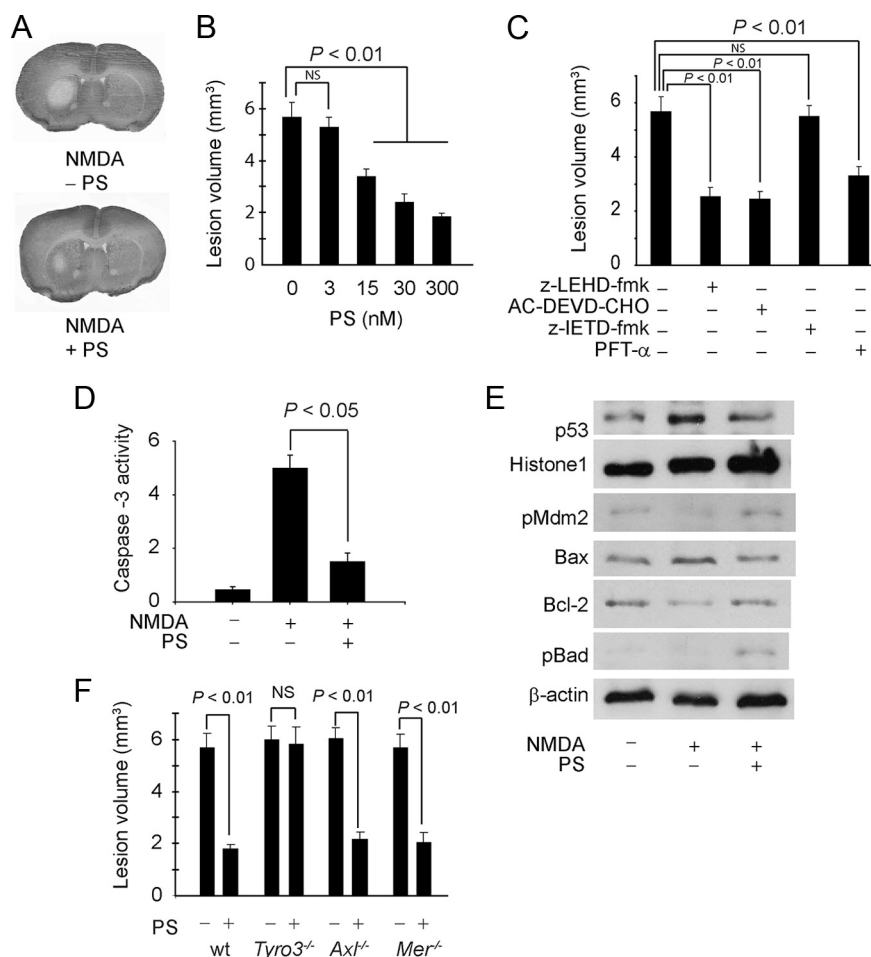 A
NMDA
– PS
NMDA
+ PS
B
P < 0.01
NS
Lesion volume (mm³)
6
4
2
0
0 3 15 30 300
PS (nM)
C
P < 0.01
NS
P < 0.01
P < 0.01
Lesion volume (mm³)
6
4
2
0
z-LEHD-fmk – + – – –
AC-DEVD-CHO – – + – –
z-IETD-fmk – – – + –
PFT-α – – – – +
D
P < 0.05
Caspase -3 activity
6
4
2
0
NMDA – + +
PS – – +
E
p53
Histone1
pMdm2
Bax
Bcl-2
pBad
β-actin
NMDA – + +
PS – – +
F
P < 0.01 NS P < 0.01 P < 0.01
Lesion volume (mm³)
8
6
4
2
0
PS – + – + – + – +
wt Tyro3-/- Axl-/- Mer-/-